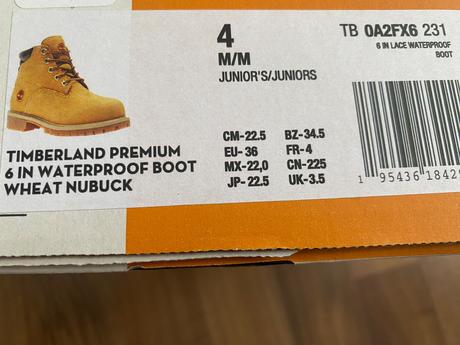 4
M/M
JUNIOR'S/JUNIORS
TB 0A2FX6 231
6 IN LACE WATERPROOF
BOOT
TIMBERLAND PREMIUM
6 IN WATERPROOF BOOT
WHEAT NUBUCK
CM-22.5 BZ-34.5
EU-36 FR-4
MX-22,0 CN-225
JP-22.5 UK-3.5
1 95436 1842